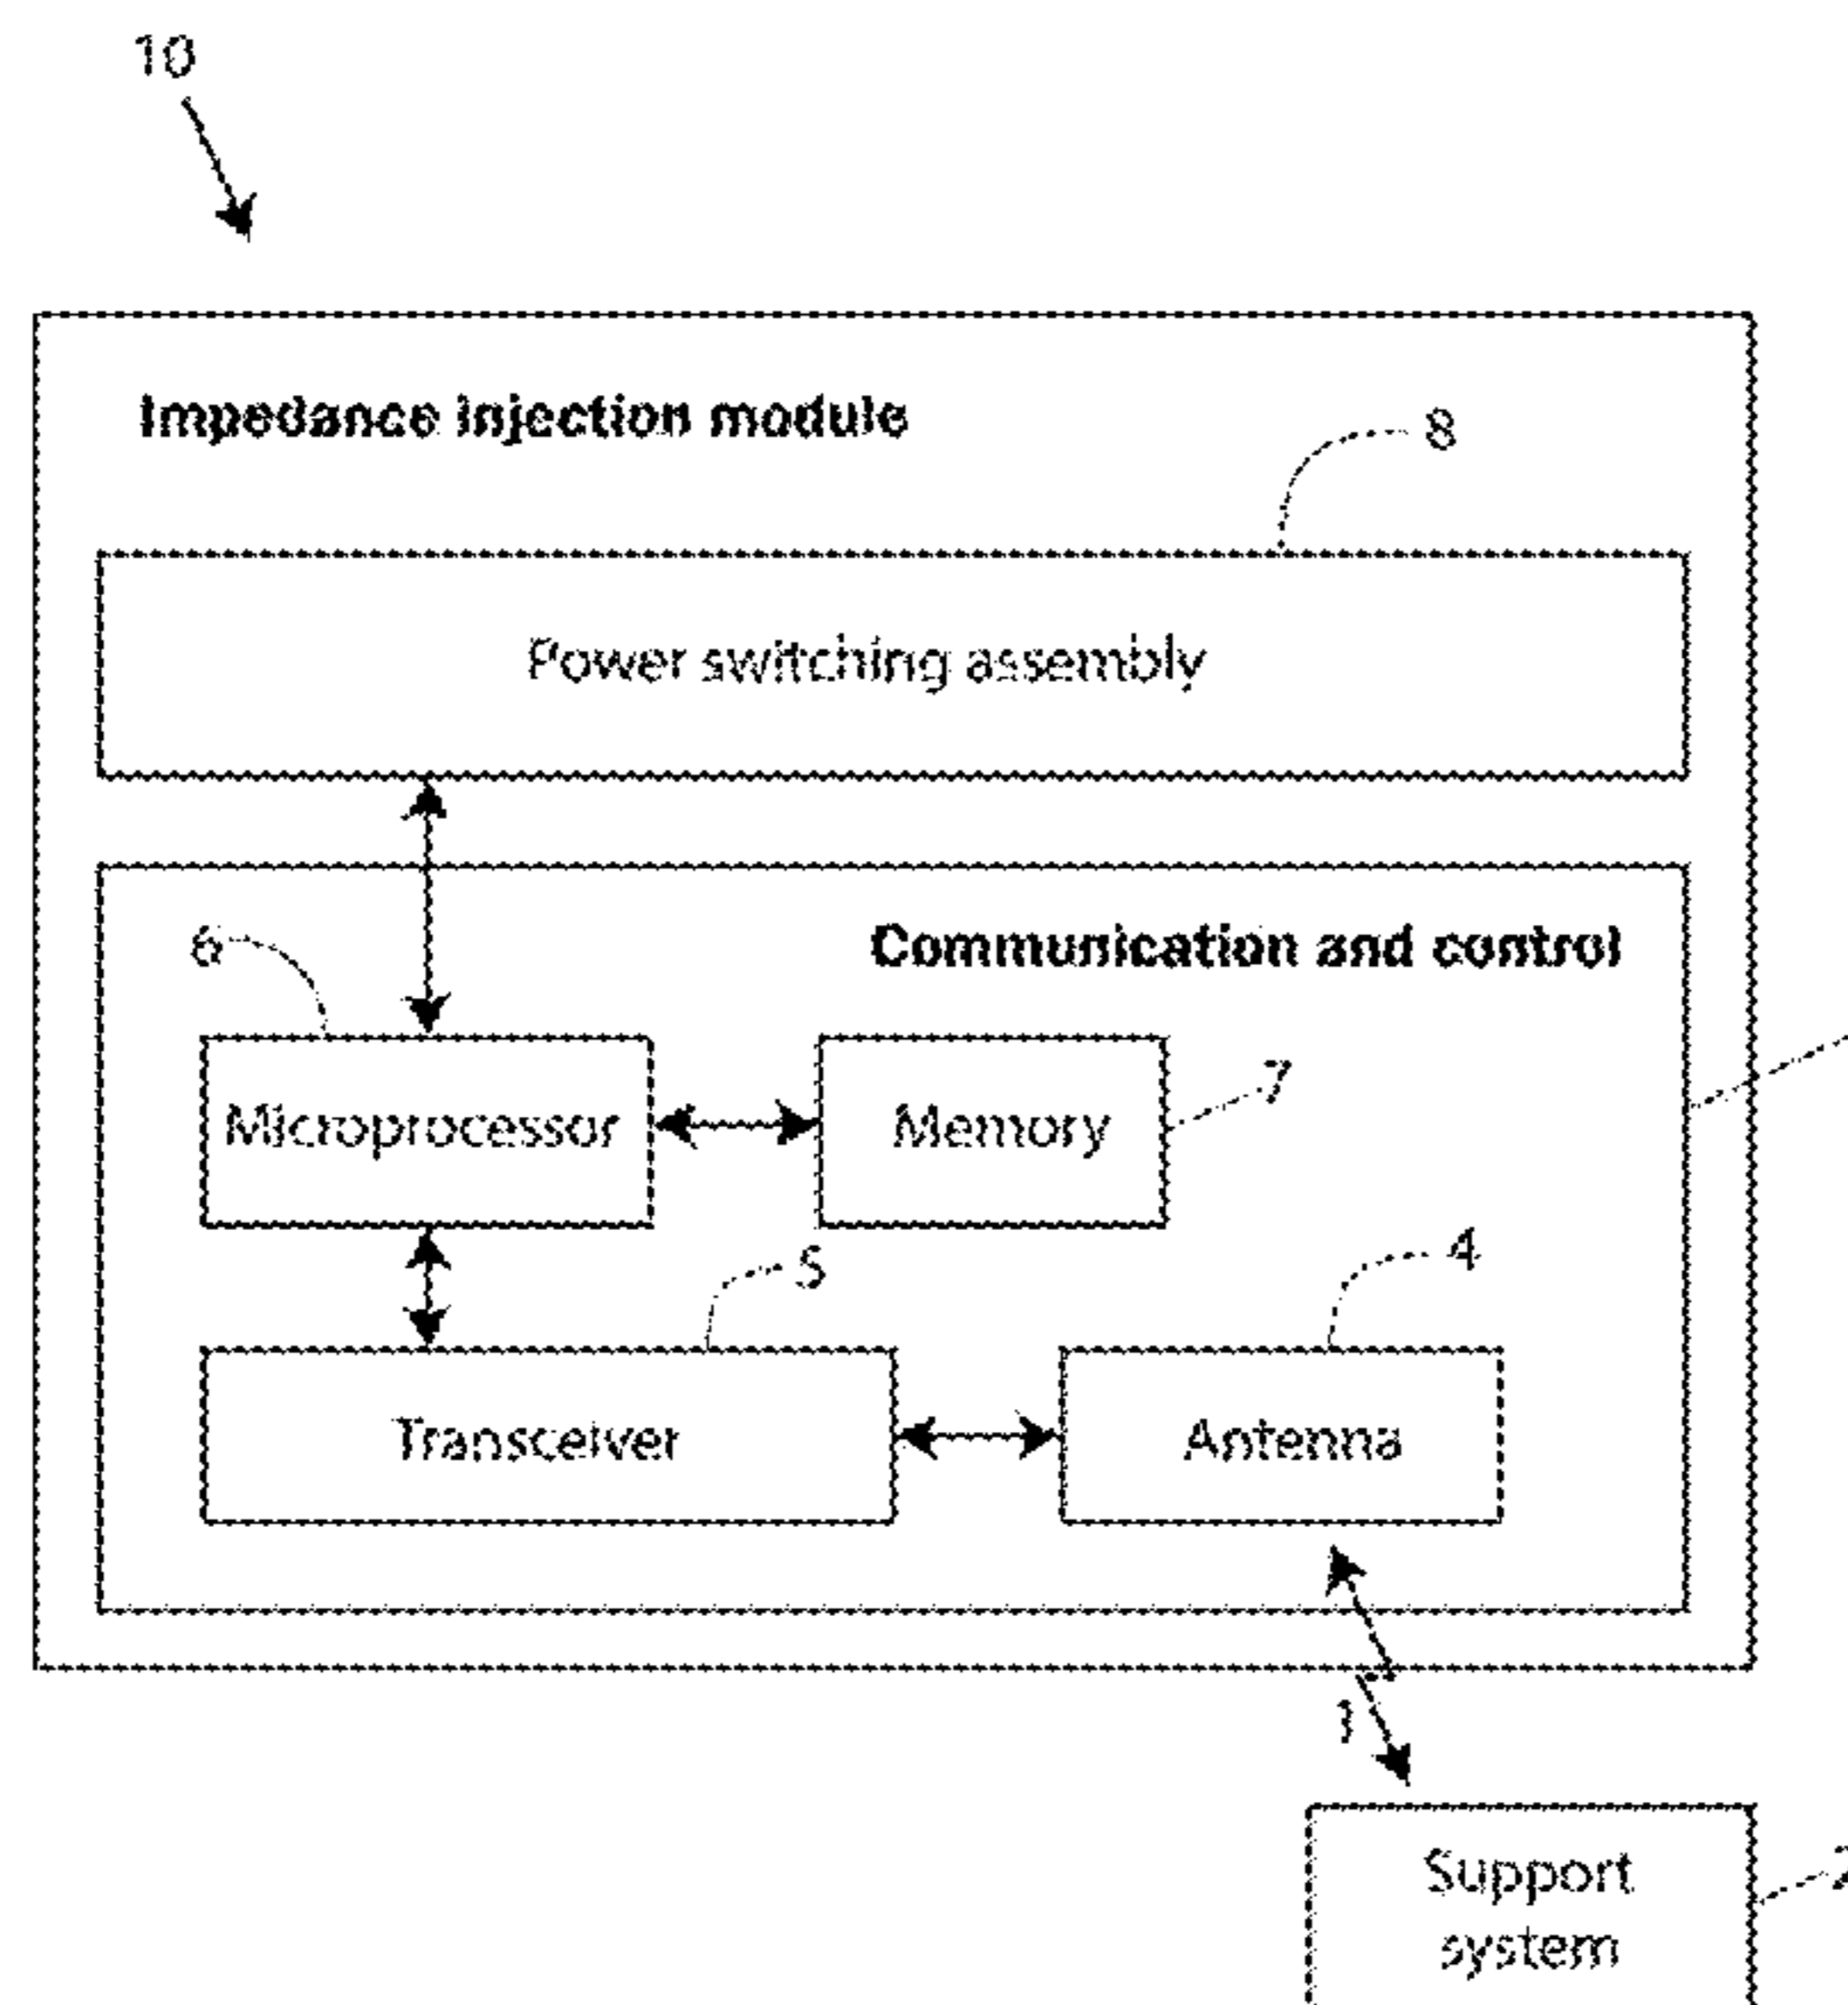 10
Impedance injection module
8
Power switching assembly
6
Communication and control
Microprocessor
Memory
7
5
4
Transceiver
Antenna
1
Support
system
2